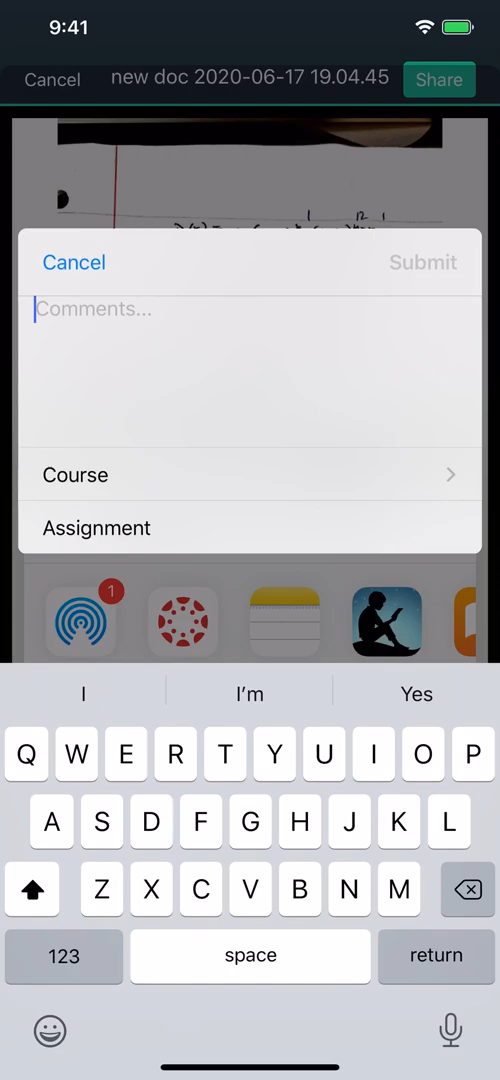 9:41
Cancel new doc 2020-06-17 19.04.45 Share
Cancel Submit
Comments...
Course
Assignment
1
I I'm Yes
Q W E R T Y U I O P
A S D F G H J K L
Z X C V B N M
123 space return